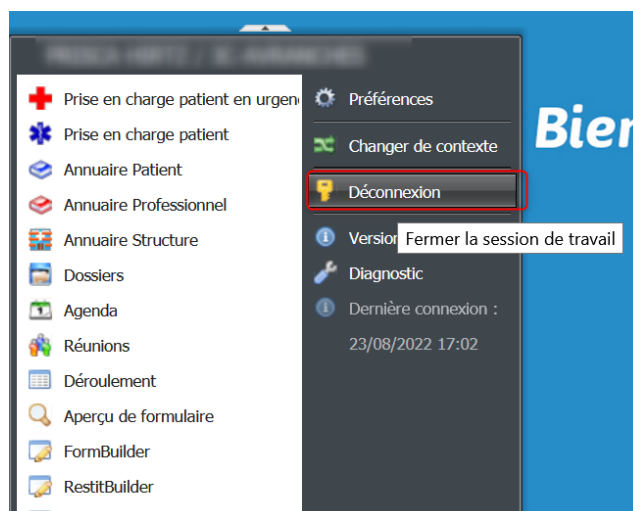 Prise en charge patient en urgen
Prise en charge patient
Annuaire Patient
Annuaire Professionnel
Annuaire Structure
Dossiers
Agenda
Réunions
Déroulement
Aperçu de formulaire
FormBuilder
RestitBuilder
Préférences
Changer de contexte
Déconnexion
Version
Fermer la session de travail
Diagnostic
Dernière connexion :
23/08/2022 17:02
Bier